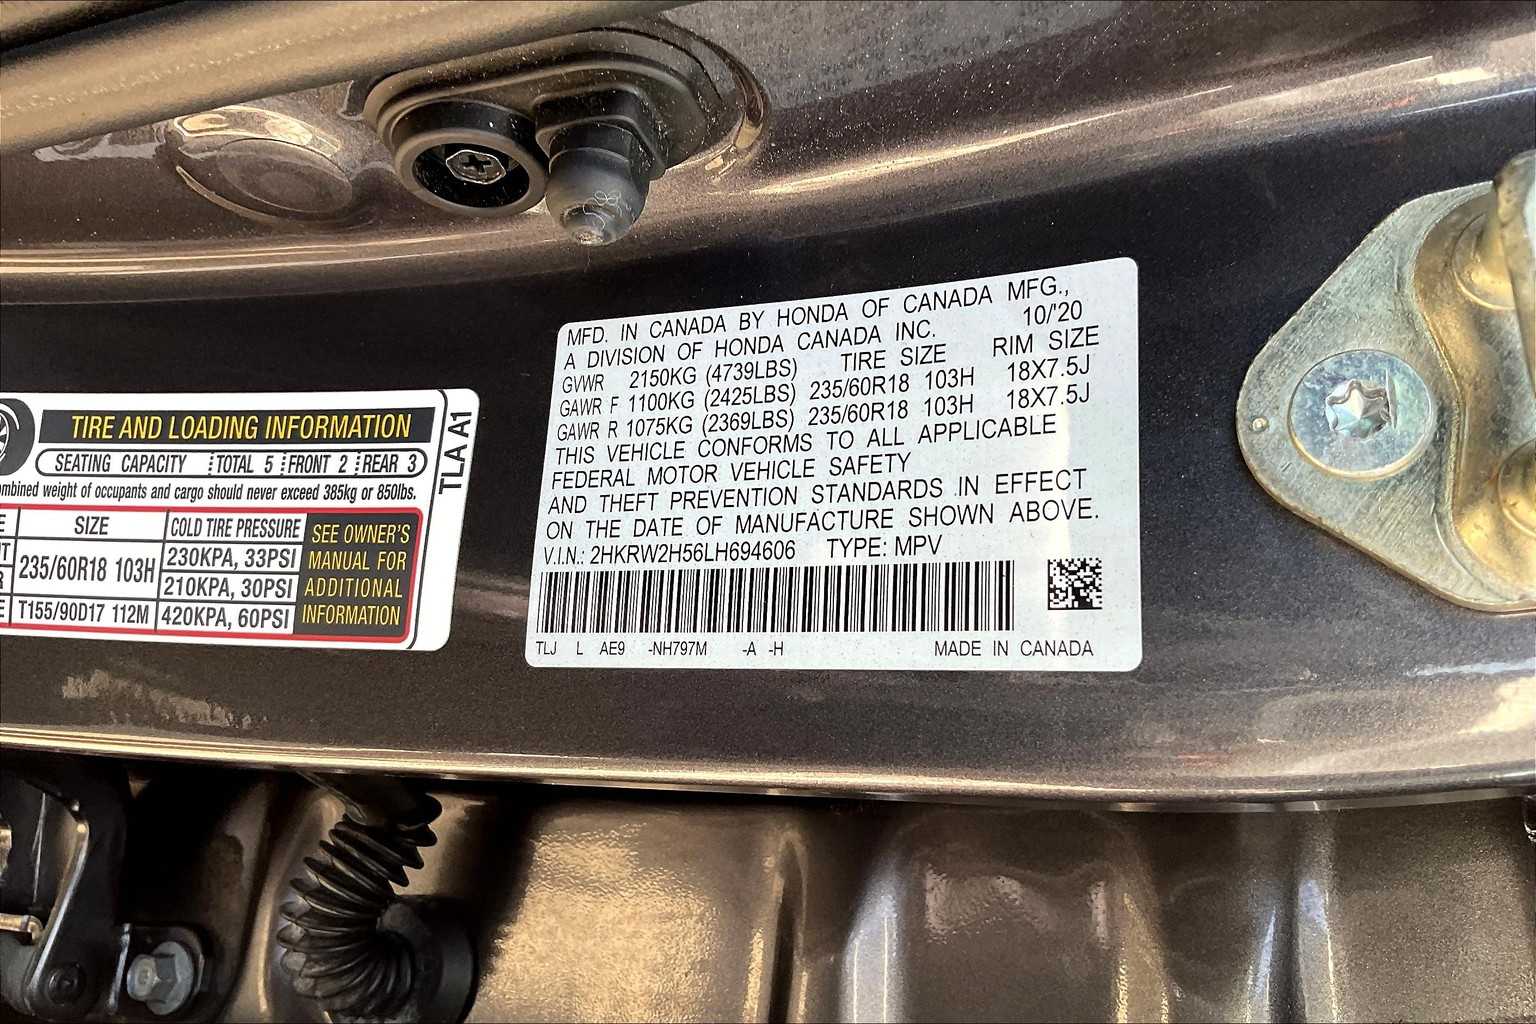 MFD. IN CANADA BY HONDA OF CANADA MFG.,
A DIVISION OF HONDA CANADA INC. 10/'20
GVWR 2150KG (4739LBS) TIRE SIZE RIM SIZE
GAWR F 1100KG (2425LBS) 235/60R18 103H 18X7.5J
GAWR R 1075KG (2369LBS) 235/60R18 103H 18X7.5J
THIS VEHICLE CONFORMS TO ALL APPLICABLE
FEDERAL MOTOR VEHICLE SAFETY
AND THEFT PREVENTION STANDARDS IN EFFECT
ON THE DATE OF MANUFACTURE SHOWN ABOVE.
V.I.N.: 2HKRW2H56LH694606 TYPE: MPV
TLJ L AE9 -NH797M -A -H MADE IN CANADA
TIRE AND LOADING INFORMATION
SEATING CAPACITY TOTAL 5 FRONT 2 REAR 3
weight of occupants and cargo should never exceed 385kg or 850lbs.
SIZE COLD TIRE PRESSURE
235/60R18 103H 230KPA, 33PSI
210KPA, 30PSI
T155/90D17 112M 420KPA, 60PSI
SEE OWNER'S
MANUAL FOR
ADDITIONAL
INFORMATION
TLA A1